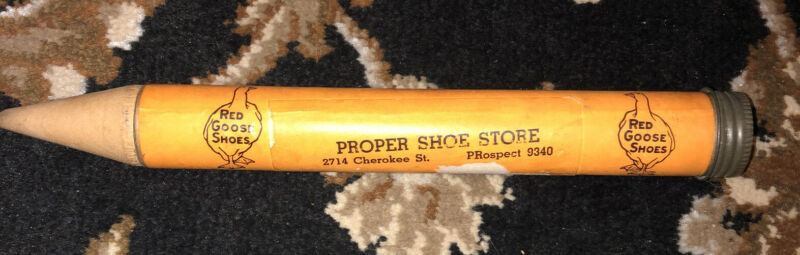 RED
GOOSE
SHOES
PROPER SHOE STORE
2714 Cherokee St. PRospect 9340
RED
GOOSE
SHOES